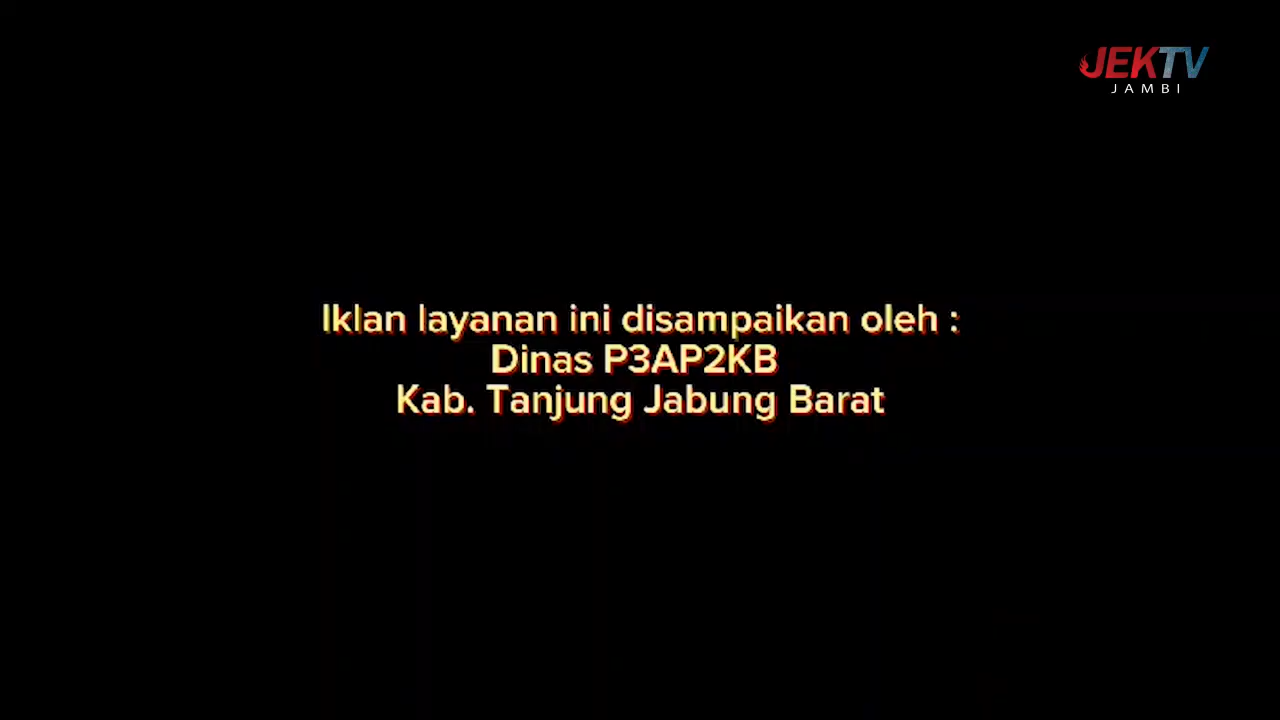 JEKTV
JAMBI
Iklan layanan ini disampaikan oleh :
Dinas P3AP2KB
Kab. Tanjung Jabung Barat